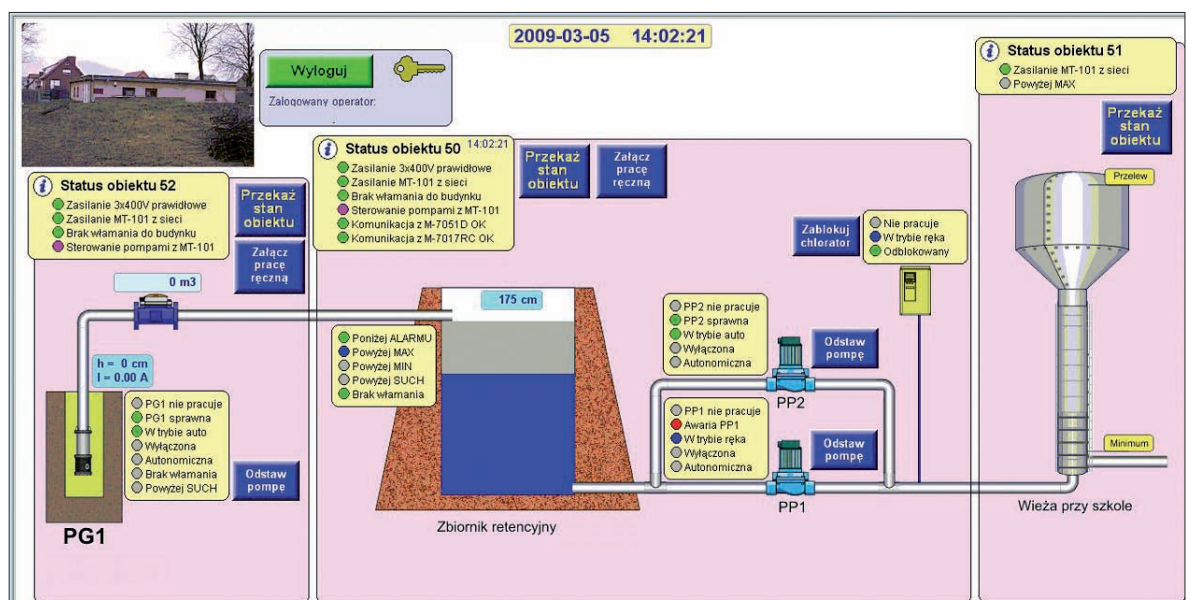 2009-03-05 14:02:21
Wyloguj
Zalogowany operator:
Status obiektu 52
Zasilanie 3x400V prawidłowe
Zasilanie MT-101 z sieci
Brak włamania do budynku
Sterowanie pompami z MT-101
Przekaż
stan
obiektu
Załącz
pracę
ręczną
0 m3
h = 0 cm
I = 0.00 A
PG1 nie pracuje
PG1 sprawna
W trybie auto
Wyłączona
Autonomiczna
Brak włamania
Powyżej SUCH
Odstaw
pompę
PG1
Status obiektu 50 14:02:21
Zasilanie 3x400V prawidłowe
Zasilanie MT-101 z sieci
Brak włamania do budynku
Sterowanie pompami z MT-101
Komunikacja z M-7051D OK
Komunikacja z M-7017RC OK
Przekaż
stan
obiektu
Załącz
pracę
ręczną
175 cm
Poniżej ALARMU
Powyżej MAX
Powyżej MIN
Powyżej SUCH
Brak włamania
Zbiornik retencyjny
PP2 nie pracuje
PP2 sprawna
W trybie auto
Wyłączona
Autonomiczna
Odstaw
pompę
PP2
PP1 nie pracuje
Awaria PP1
W trybie ręka
Wyłączona
Autonomiczna
Odstaw
pompę
PP1
Zablokuj
chlorator
Nie pracuje
W trybie ręka
Odblokowany
Status obiektu 51
Zasilanie MT-101 z sieci
Powyżej MAX
Przekaż
stan
obiektu
Przelew
Minimum
Wieża przy szkole